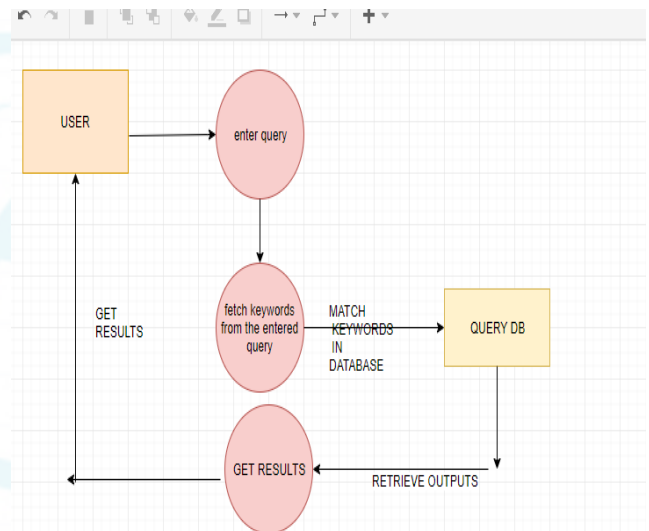 USER
enter query
fetch keywords
from the entered
query
MATCH
KEYWORDS
IN
DATABASE
QUERY DB
GET
RESULTS
GET RESULTS
RETRIEVE OUTPUTS